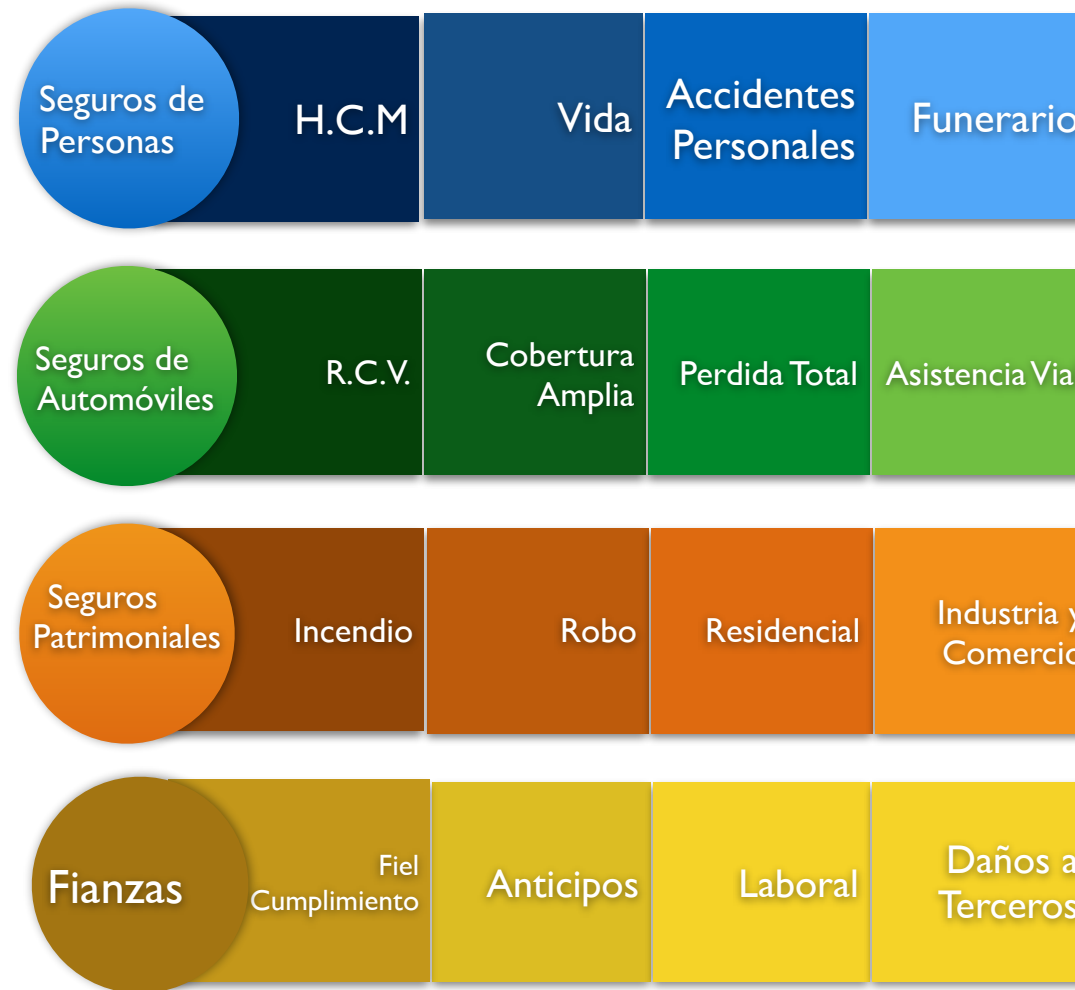 Seguros de
Personas
H.C.M
Vida
Accidentes
Personales
Funerario
Seguros de
Automóviles
R.C.V.
Cobertura
Amplia
Perdida Total
Asistencia Vial
Seguros
Patrimoniales
Incendio
Robo
Residencial
Industria y
Comercio
Fianzas
Fiel
Cumplimiento
Anticipos
Laboral
Daños a
Terceros